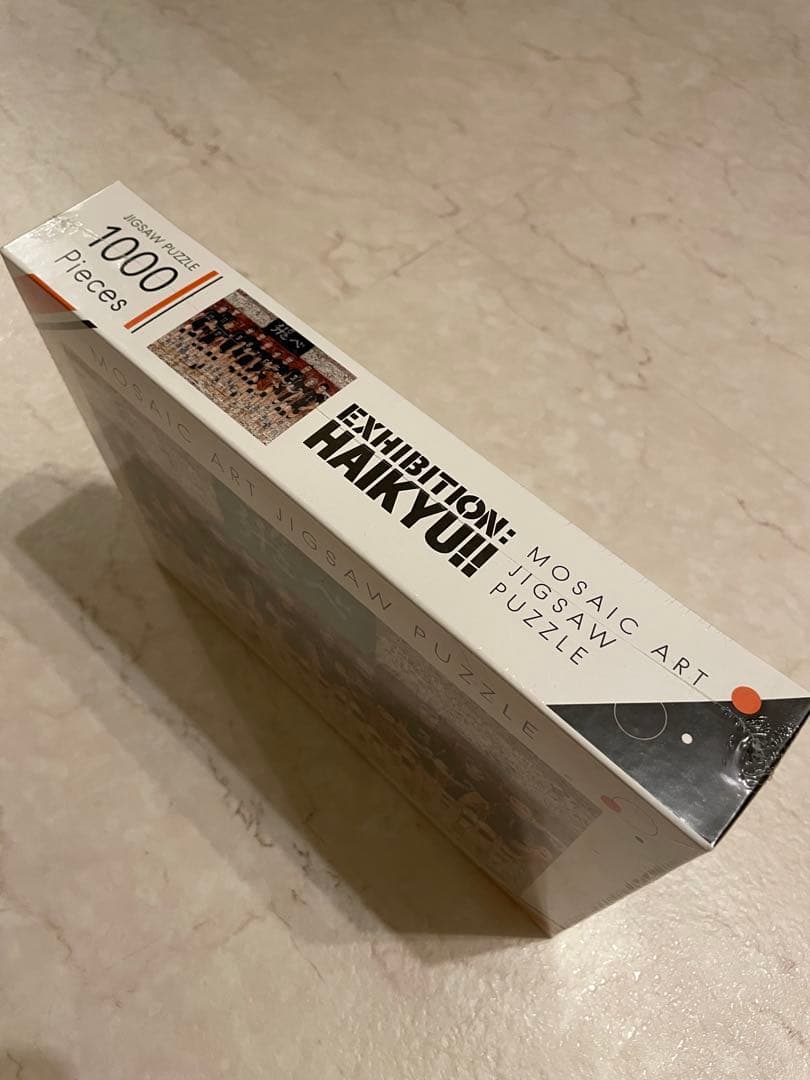 JIGSAW PUZZLE
1000
Pieces
飛べ
EXHIBITION:
HAIKYU!!
MOSAIC ART
JIGSAW
PUZZLE
MOSAIC ART JIGSAW PUZZLE